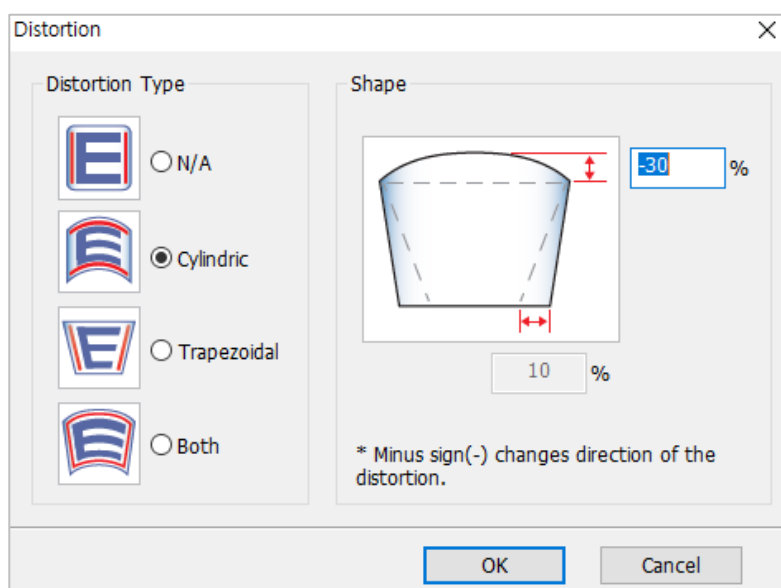 Distortion
Distortion Type
N/A
Cylindric
Trapezoidal
Both
Shape
-30 %
10 %
* Minus sign(-) changes direction of the
distortion.
OK
Cancel